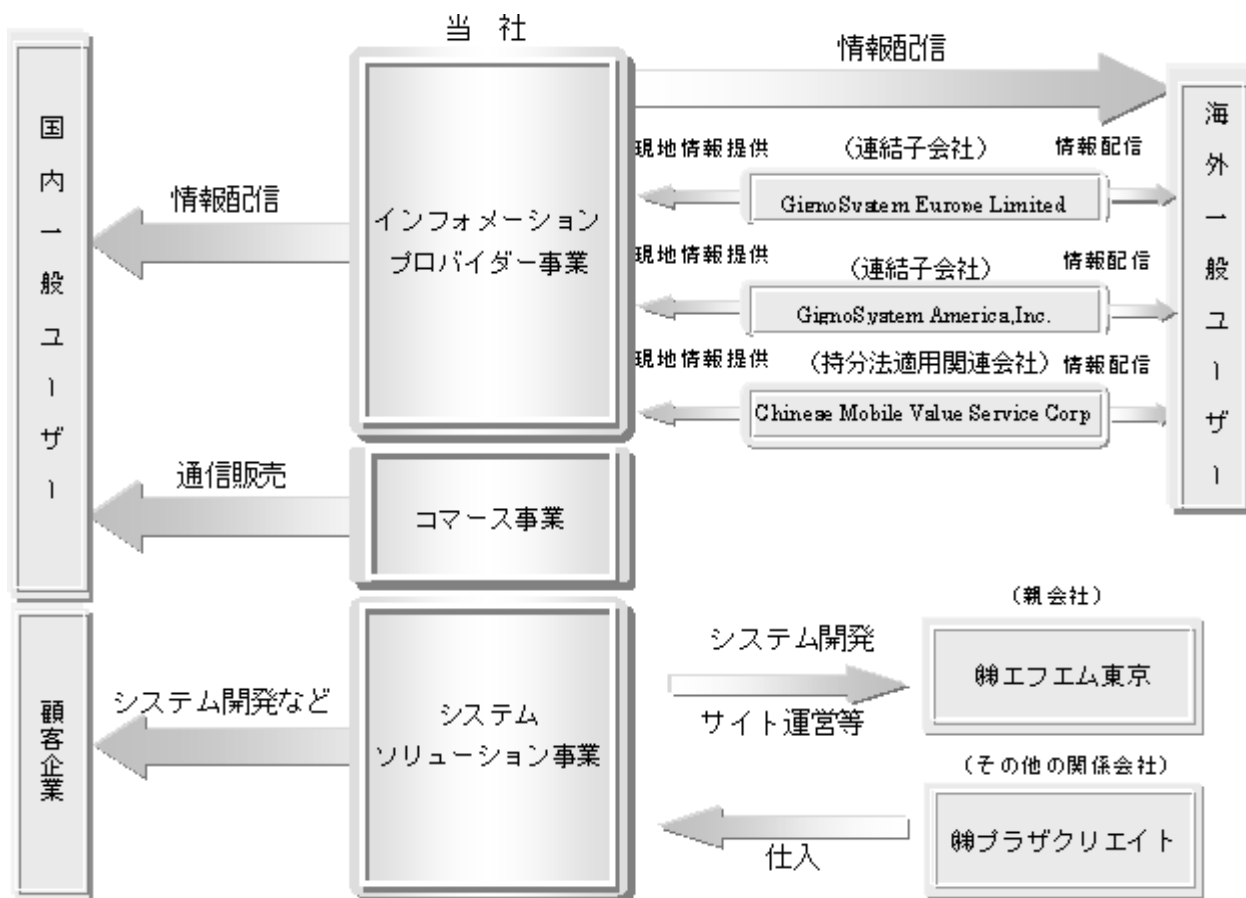 当 社
情報配信
国内一般ユーザー
海外一般ユーザー
情報配信
インフォメーション
プロバイダー事業
現地情報提供
（連結子会社）
情報配信
GignoSystem Europe Limited
現地情報提供
（連結子会社）
情報配信
GignoSystem America,Inc.
現地情報提供
（持分法適用関連会社）
情報配信
Chinese Mobile Value Service Corp
通信販売
コマース事業
顧客企業
システム開発など
システム
ソリューション事業
システム開発
サイト運営等
（親会社）
㈱エフエム東京
仕入
（その他の関係会社）
㈱プラザクリエイト